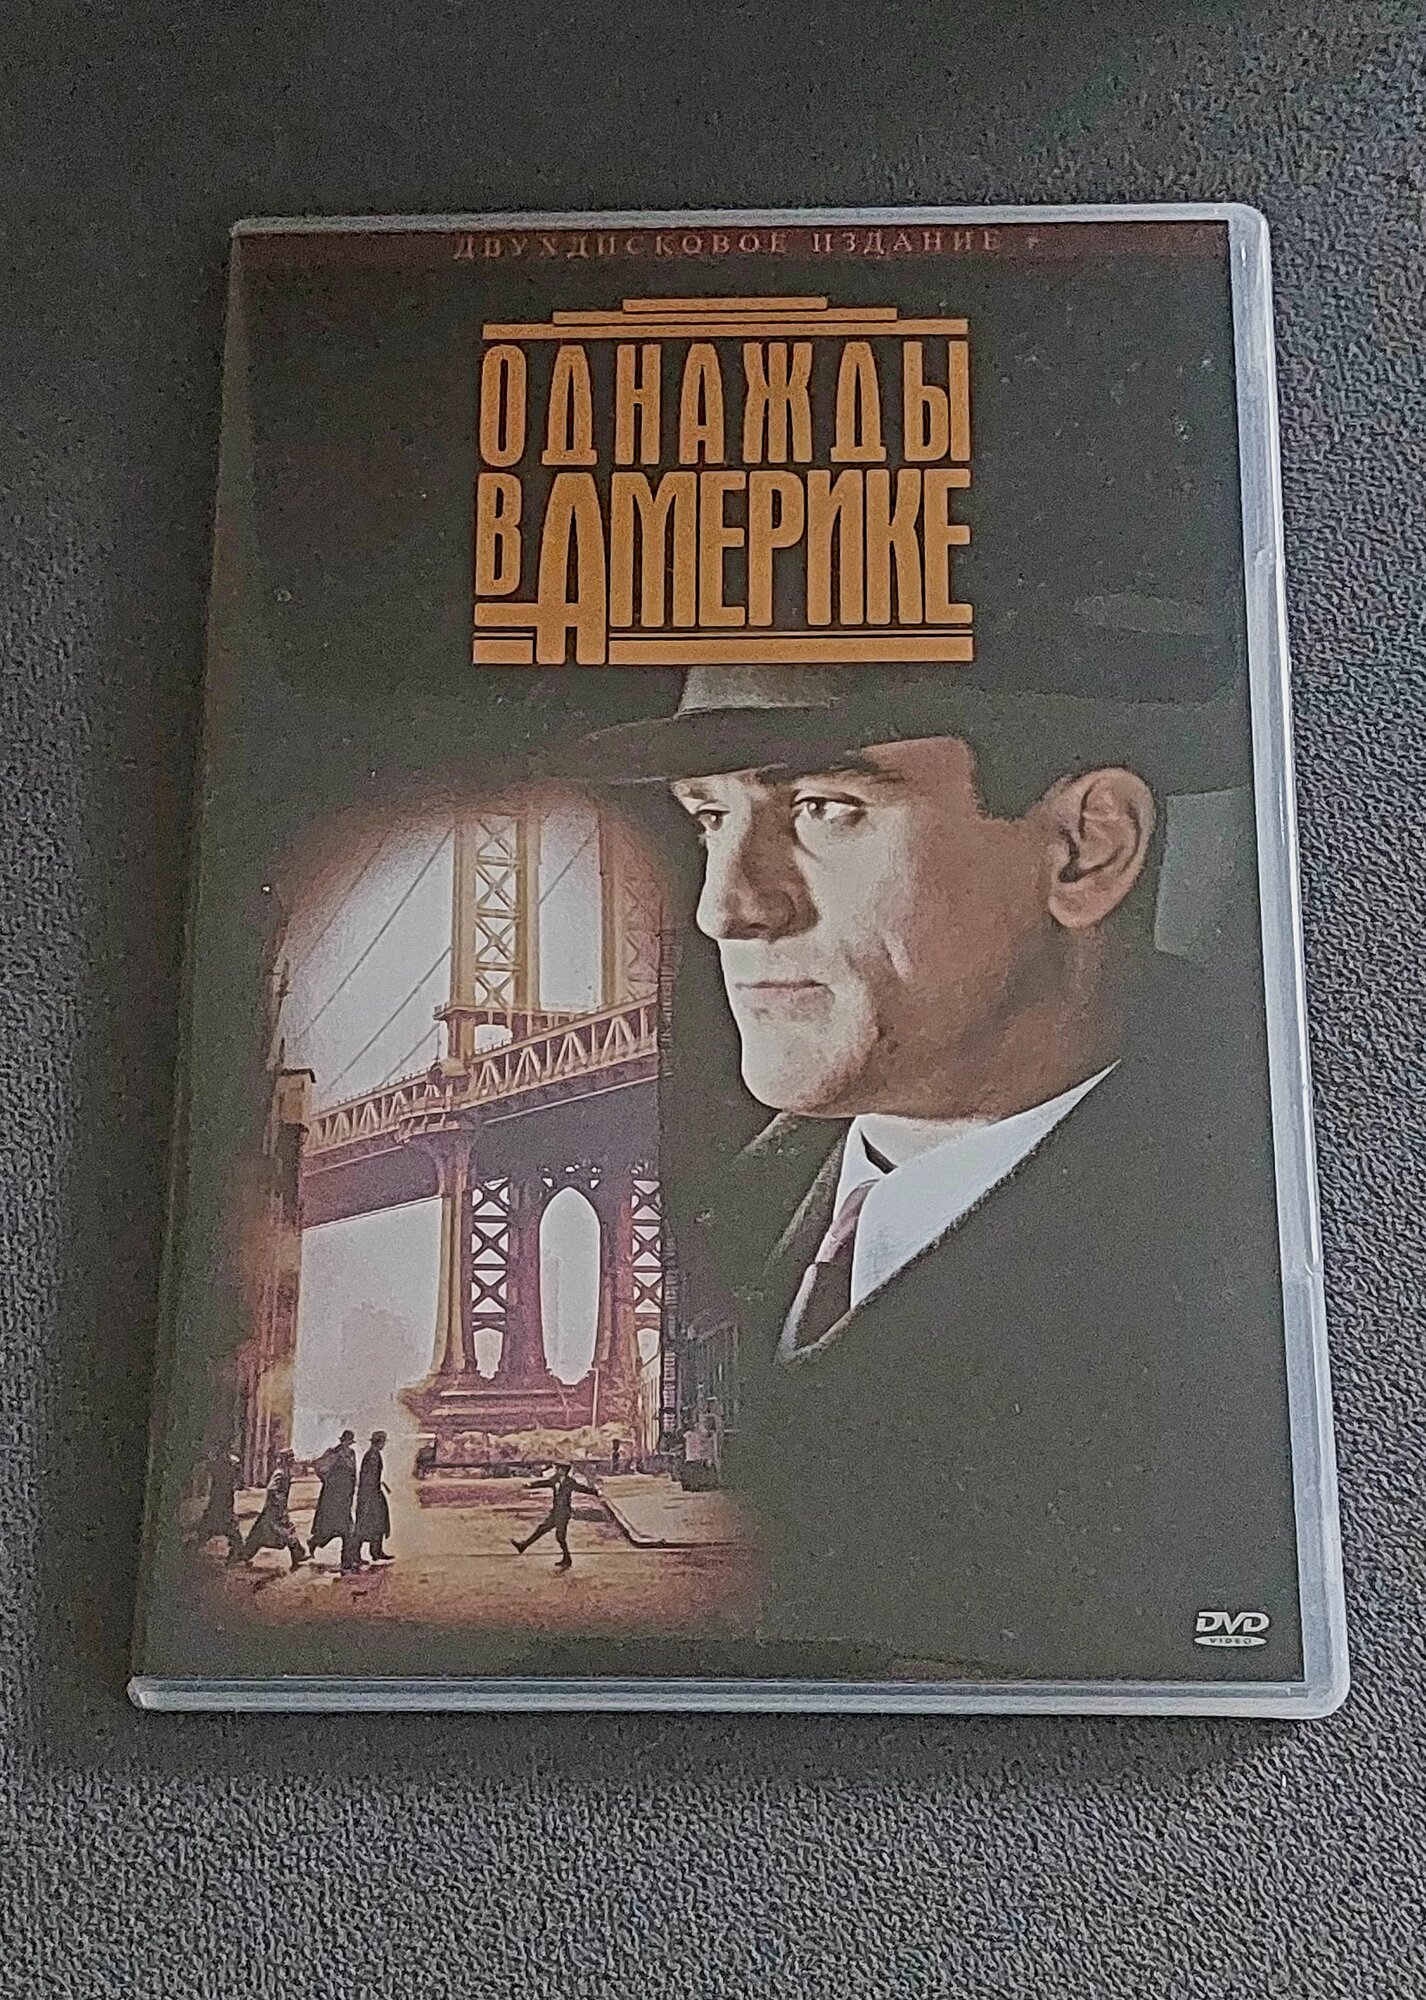 ДВУХДИСКОВОЕ ИЗДАНИЕ
ОДНАЖДЫ
В АМЕРИКЕ
DVD
VIDEO